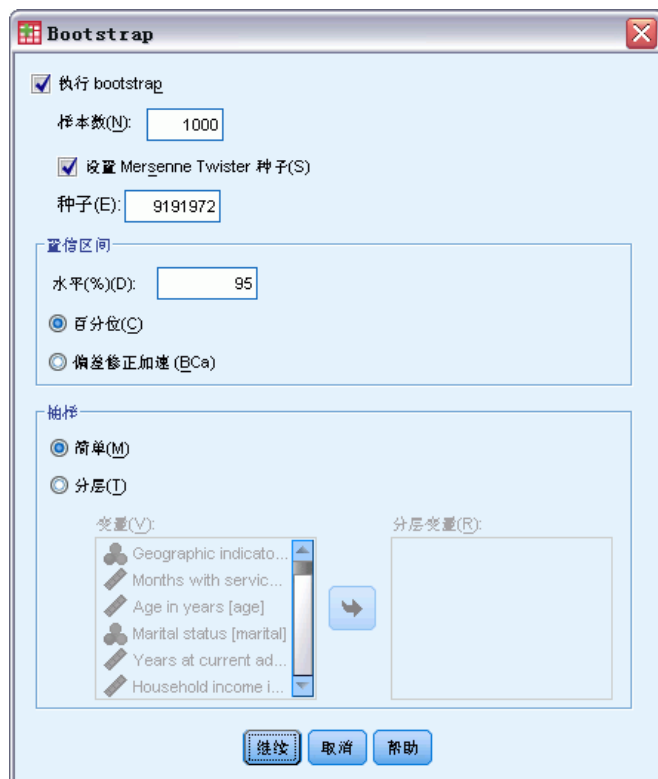 Bootstrap
执行 bootstrap
样本数(N): 1000
设置 Mersenne Twister 种子(S)
种子(E): 9191972
置信区间
水平(%)(D): 95
百分位(C)
偏差修正加速 (BCa)
抽样
简单(M)
分层(T)
变量(V): 分层变量(R):
Geographic indicato...
Months with servic...
Age in years [age]
Marital status [marital]
Years at current ad...
Household income i...
继续 取消 帮助